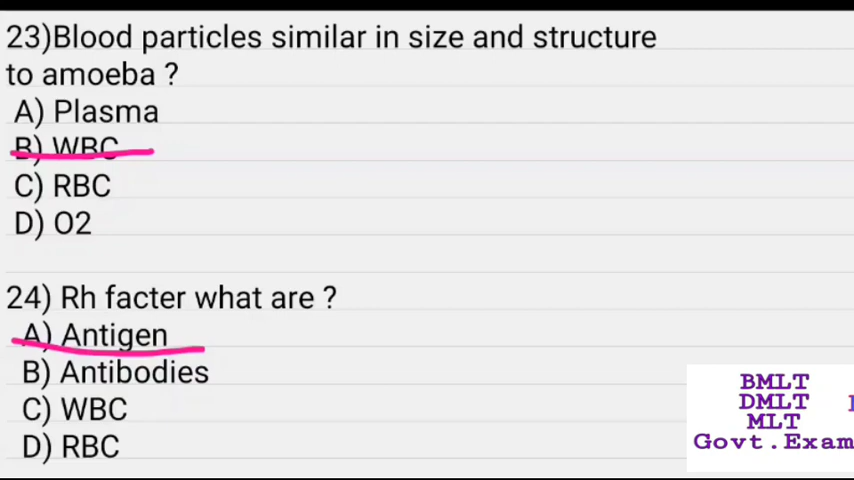 23)Blood particles similar in size and structure
to amoeba ?
A) Plasma
B) WBC
C) RBC
D) O2
24) Rh facter what are ?
A) Antigen
B) Antibodies
C) WBC
D) RBC
BMLT
DMLT
MLT
Govt.Exam